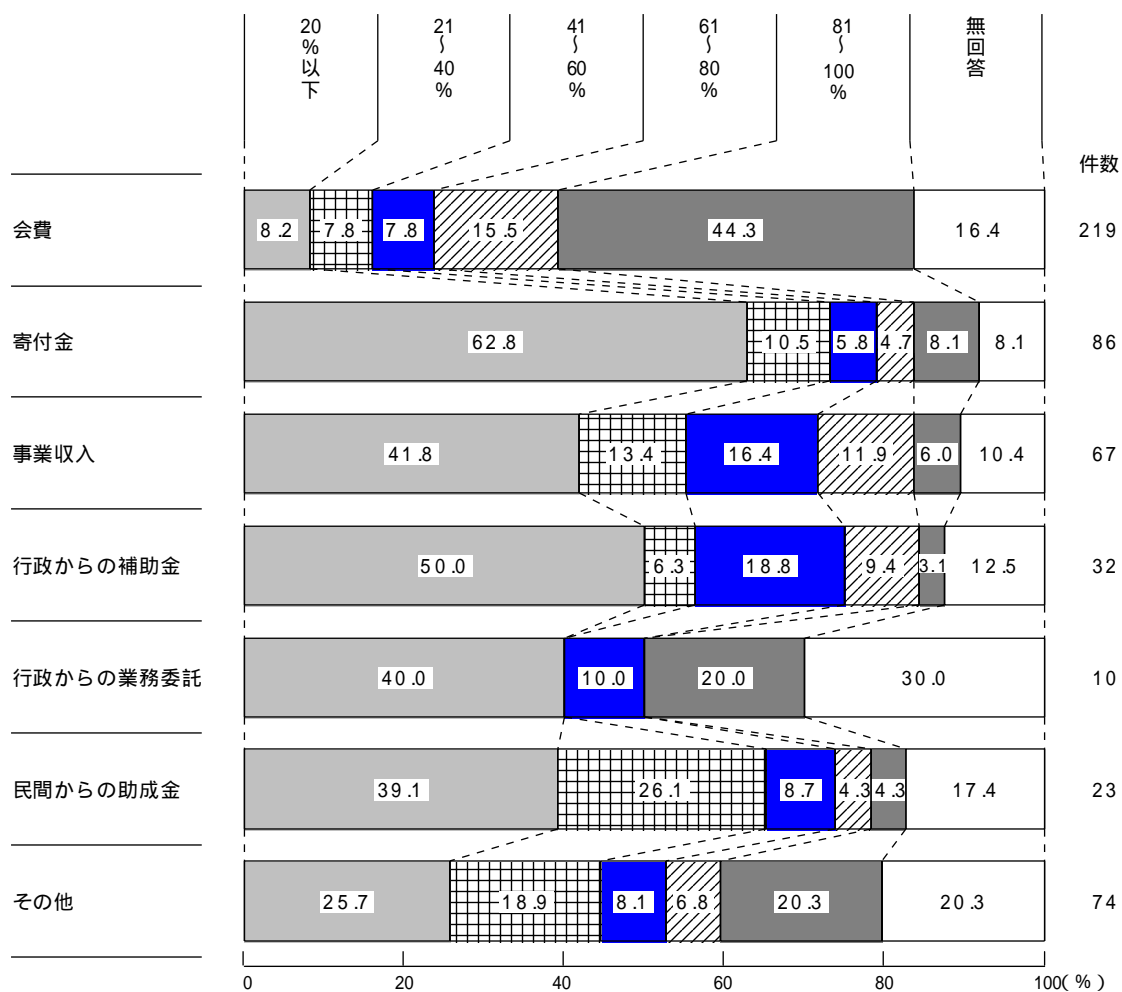 20%以下 21～40% 41～60% 61～80% 81～100% 無回答
件数
会費 8.2 7.8 7.8 15.5 44.3 16.4 219
寄付金 62.8 10.5 5.8 4.7 8.1 8.1 86
事業収入 41.8 13.4 16.4 11.9 6.0 10.4 67
行政からの補助金 50.0 6.3 18.8 9.4 3.1 12.5 32
行政からの業務委託 40.0 10.0 20.0 30.0 10
民間からの助成金 39.1 26.1 8.7 4.3 4.3 17.4 23
その他 25.7 18.9 8.1 6.8 20.3 20.3 74
0 20 40 60 80 100(%)